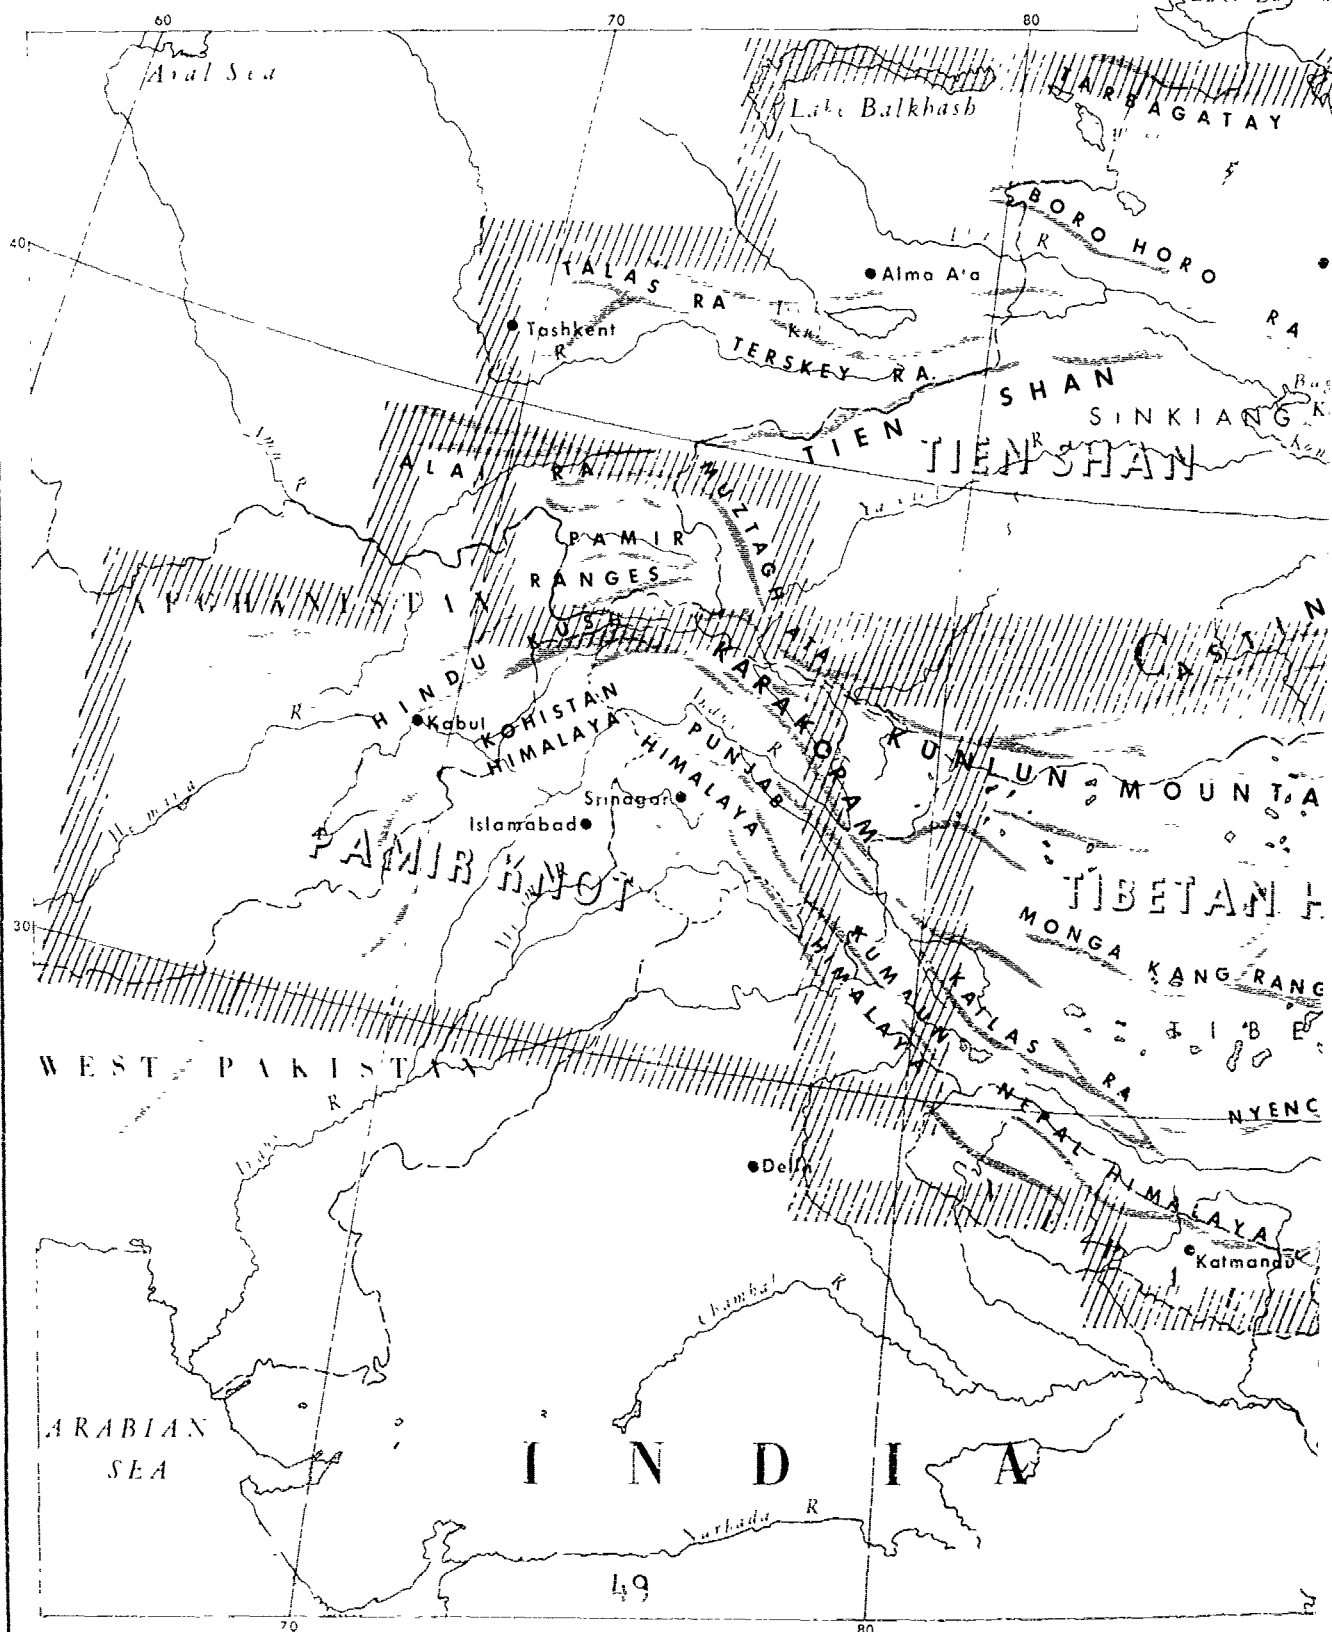 60
70
80
Aral Sea
Lake Balkhash
TARBAGATAY
BORO HORO
RA
40
R
Alma A'a
TALAS RA
Tashkent
R
TERSKEY RA.
TIEN SHAN
SINKIANG
R
TIEN SHAN
ALAI RA
MUZTAGH ATA
R
PAMIR
RANGES
HINDU KUSH
KARAKORAM
R
Kabul
KOHISTAN
HIMALAYA
PUNJAB
HIMALAYA
R
KUNLUN MOUNTA
Srinagar
Islamabad
PAMIR KNOT
TIBETAN H
30
MONGA KANG RANG
KUMAUN
HIMALAYA
KAILAS RA
TIBE
WEST PAKISTAN
R
NYENC
NEPAL HIMALAYA
Delhi
Katmandu
Chambal R
ARABIAN
SEA
INDIA
Narbada R
49
70
80